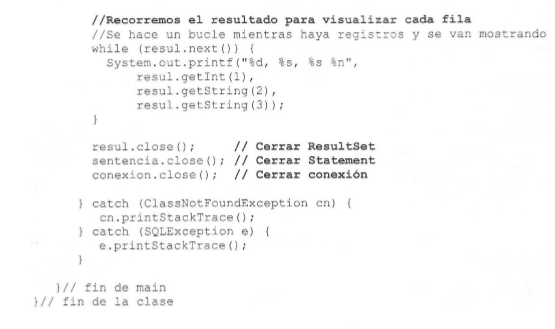 //Recorremos el resultado para visualizar cada fila
//Se hace un bucle mientras haya registros y se van mostrando
while (resul.next()) {
System.out.printf("%d, %s, %s %n",
resul.getInt(1),
resul.getString(2),
resul.getString(3));
}
resul.close(); // Cerrar ResultSet
sentencia.close(); // Cerrar Statement
conexion.close(); // Cerrar conexión
} catch (ClassNotFoundException cn) {
cn.printStackTrace();
} catch (SQLException e) {
e.printStackTrace();
}
}// fin de main
}// fin de la clase